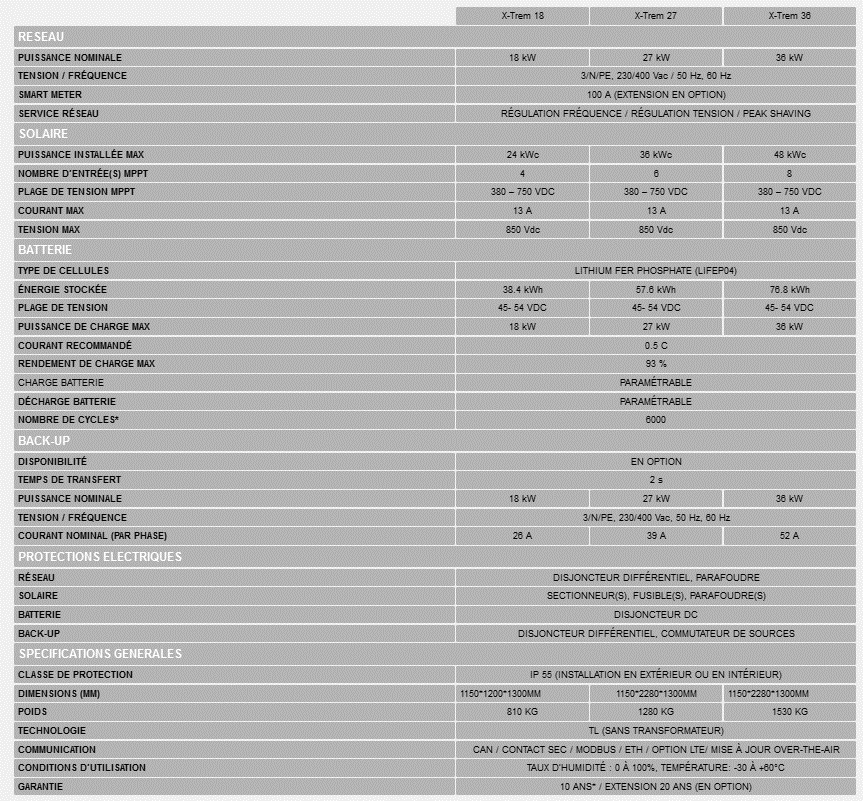 X-Trem 18 X-Trem 27 X-Trem 36
RESEAU
PUISSANCE NOMINALE 18 kW 27 kW 36 kW
TENSION / FRÉQUENCE 3/N/PE, 230/400 Vac / 50 Hz, 60 Hz
SMART METER 100 A (EXTENSION EN OPTION)
SERVICE RÉSEAU RÉGULATION FRÉQUENCE / RÉGULATION TENSION / PEAK SHAVING
SOLAIRE
PUISSANCE INSTALLÉE MAX 24 kWc 36 kWc 48 kWc
NOMBRE D'ENTRÉE(S) MPPT 4 6 8
PLAGE DE TENSION MPPT 380 – 750 VDC 380 – 750 VDC 380 – 750 VDC
COURANT MAX 13 A 13 A 13 A
TENSION MAX 850 Vdc 850 Vdc 850 Vdc
BATTERIE
TYPE DE CELLULES LITHIUM FER PHOSPHATE (LIFEP04)
ÉNERGIE STOCKÉE 38.4 kWh 57.6 kWh 76.8 kWh
PLAGE DE TENSION 45- 54 VDC 45- 54 VDC 45- 54 VDC
PUISSANCE DE CHARGE MAX 18 kW 27 kW 36 kW
COURANT RECOMMANDÉ 0.5 C
RENDEMENT DE CHARGE MAX 93 %
CHARGE BATTERIE PARAMÉTRABLE
DÉCHARGE BATTERIE PARAMÉTRABLE
NOMBRE DE CYCLES* 6000
BACK-UP
DISPONIBILITÉ EN OPTION
TEMPS DE TRANSFERT 2 s
PUISSANCE NOMINALE 18 kW 27 kW 36 kW
TENSION / FRÉQUENCE 3/N/PE, 230/400 Vac, 50 Hz, 60 Hz
COURANT NOMINAL (PAR PHASE) 26 A 39 A 52 A
PROTECTIONS ELECTRIQUES
RÉSEAU DISJONCTEUR DIFFÉRENTIEL, PARAFOUDRE
SOLAIRE SECTIONNEUR(S), FUSIBLE(S), PARAFOUDRE(S)
BATTERIE DISJONCTEUR DC
BACK-UP DISJONCTEUR DIFFÉRENTIEL, COMMUTATEUR DE SOURCES
SPECIFICATIONS GENERALES
CLASSE DE PROTECTION IP 55 (INSTALLATION EN EXTÉRIEUR OU EN INTÉRIEUR)
DIMENSIONS (MM) 1150*1200*1300MM 1150*2280*1300MM 1150*2280*1300MM
POIDS 810 KG 1280 KG 1530 KG
TECHNOLOGIE TL (SANS TRANSFORMATEUR)
COMMUNICATION CAN / CONTACT SEC / MODBUS / ETH / OPTION LTE/ MISE À JOUR OVER-THE-AIR
CONDITIONS D'UTILISATION TAUX D'HUMIDITÉ : 0 À 100%, TEMPÉRATURE: -30 À +60°C
GARANTIE 10 ANS* / EXTENSION 20 ANS (EN OPTION)